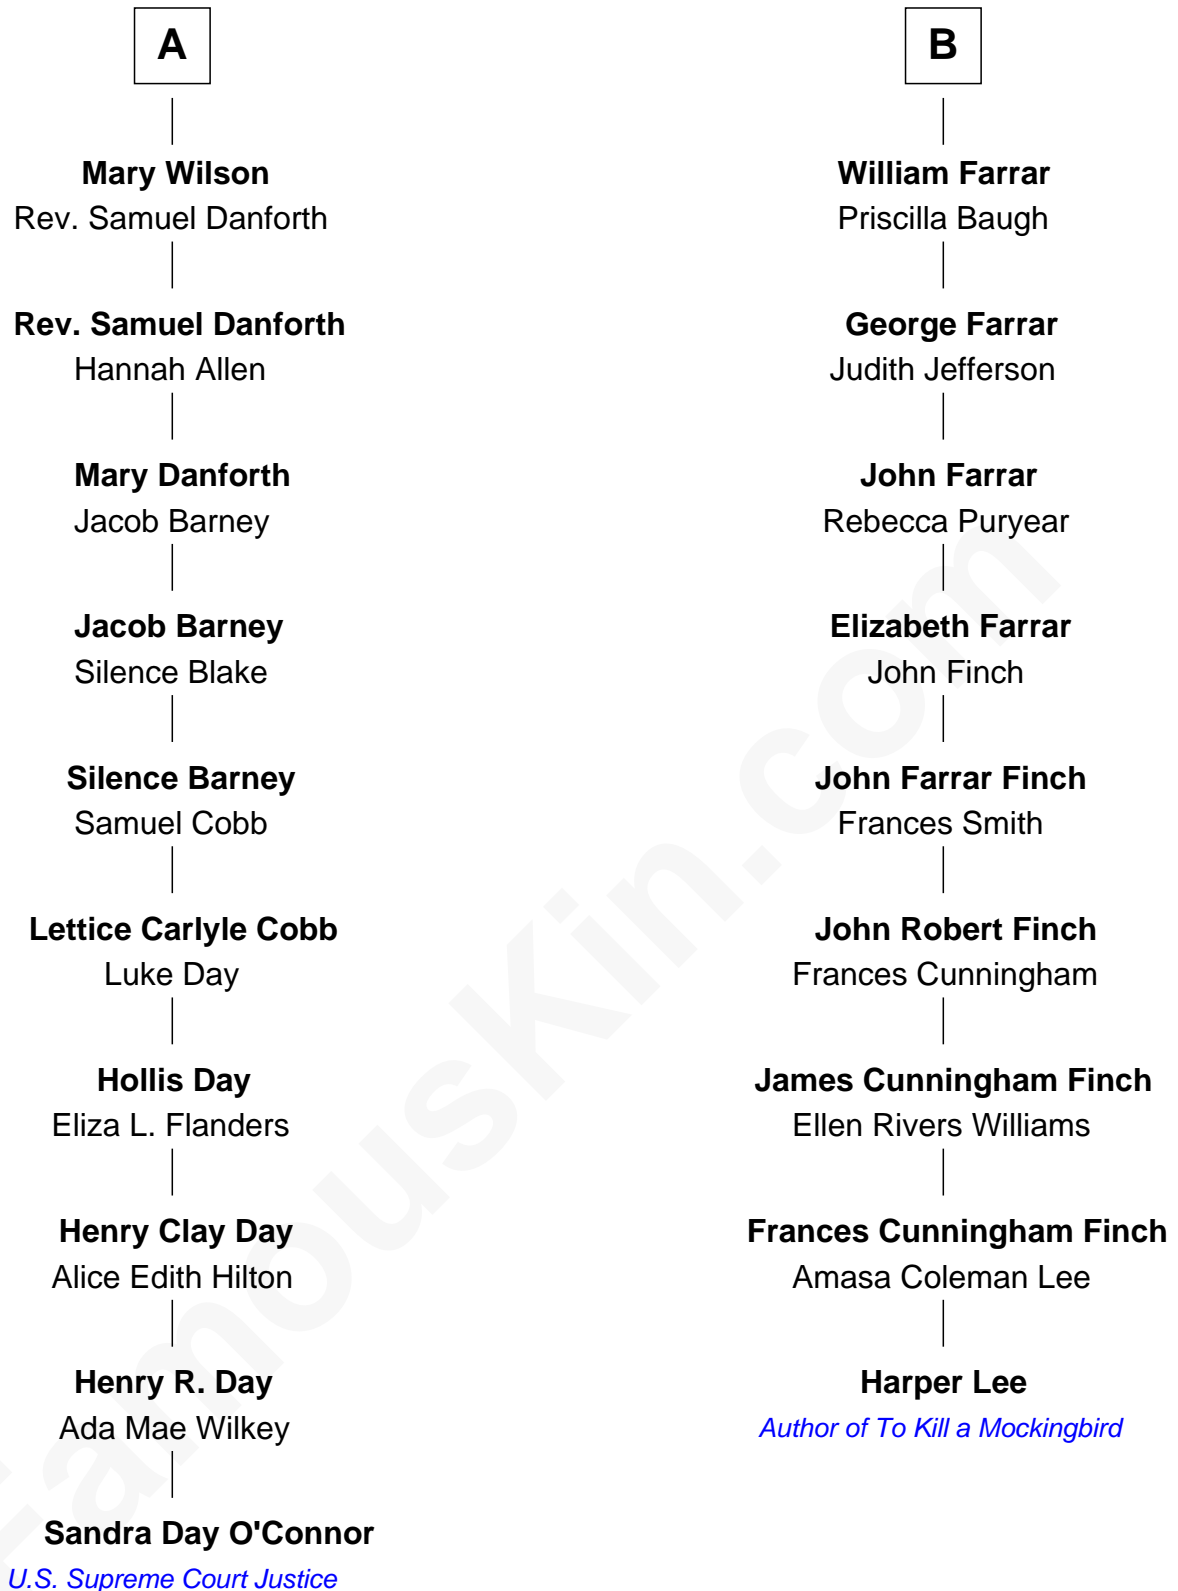 A
Mary Wilson
Rev. Samuel Danforth
Rev. Samuel Danforth
Hannah Allen
Mary Danforth
Jacob Barney
Jacob Barney
Silence Blake
Silence Barney
Samuel Cobb
Lettice Carlyle Cobb
Luke Day
Hollis Day
Eliza L. Flanders
Henry Clay Day
Alice Edith Hilton
Henry R. Day
Ada Mae Wilkey
Sandra Day O'Connor
U.S. Supreme Court Justice
B
William Farrar
Priscilla Baugh
George Farrar
Judith Jefferson
John Farrar
Rebecca Puryear
Elizabeth Farrar
John Finch
John Farrar Finch
Frances Smith
John Robert Finch
Frances Cunningham
James Cunningham Finch
Ellen Rivers Williams
Frances Cunningham Finch
Amasa Coleman Lee
Harper Lee
Author of To Kill a Mockingbird
FamousKin.com